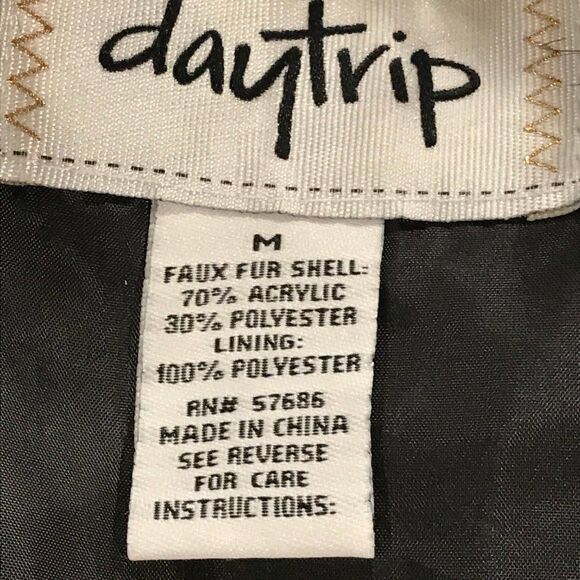 daytrip
M
FAUX FUR SHELL:
70% ACRYLIC
30% POLYESTER
LINING:
100% POLYESTER
RN# 57686
MADE IN CHINA
SEE REVERSE
FOR CARE
INSTRUCTIONS: